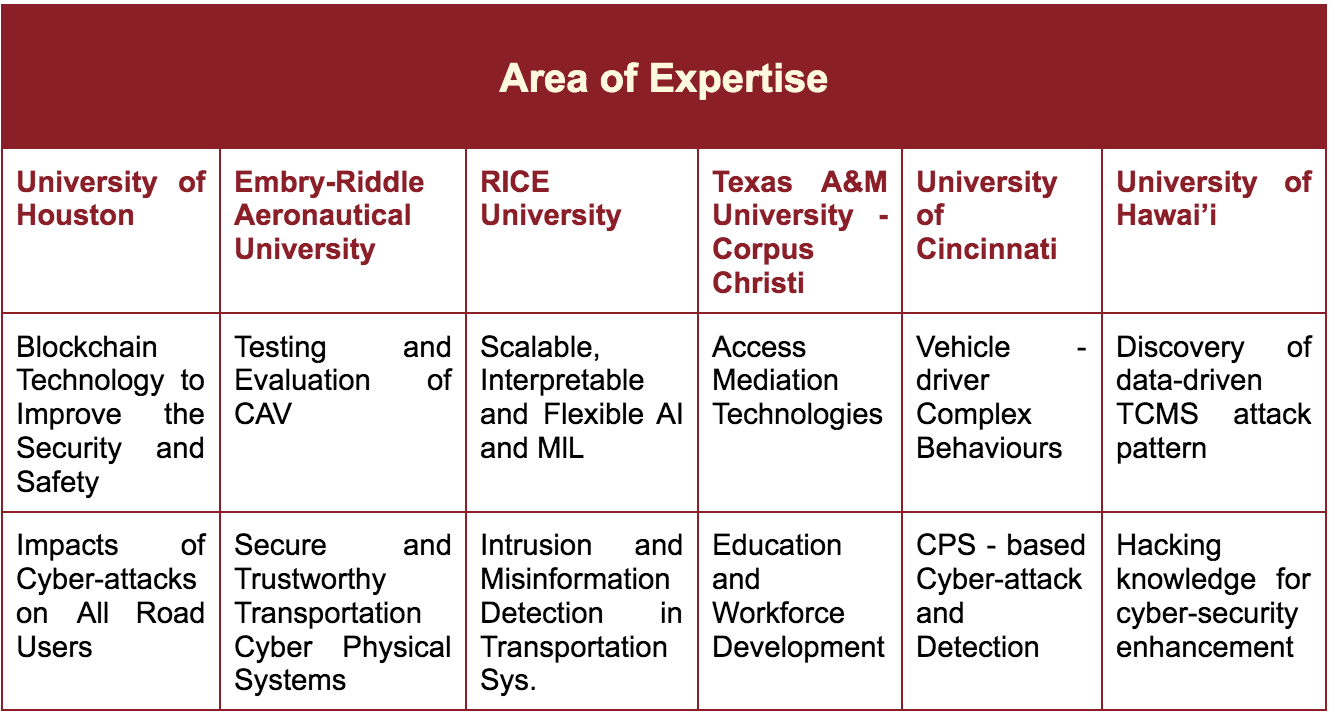 Area of Expertise
University of
Houston
Embry-Riddle
Aeronautical
University
RICE
University
Texas A&M
University -
Corpus
Christi
University
of
Cincinnati
University of
Hawai’i
Blockchain
Technology to
Improve the
Security and
Safety
Testing and
Evaluation of
CAV
Scalable,
Interpretable
and Flexible AI
and MIL
Access
Mediation
Technologies
Vehicle -
driver
Complex
Behaviours
Discovery of
data-driven
TCMS attack
pattern
Impacts of
Cyber-attacks
on All Road
Users
Secure and
Trustworthy
Transportation
Cyber Physical
Systems
Intrusion and
Misinformation
Detection in
Transportation
Sys.
Education
and
Workforce
Development
CPS - based
Cyber-attack
and
Detection
Hacking
knowledge for
cyber-security
enhancement